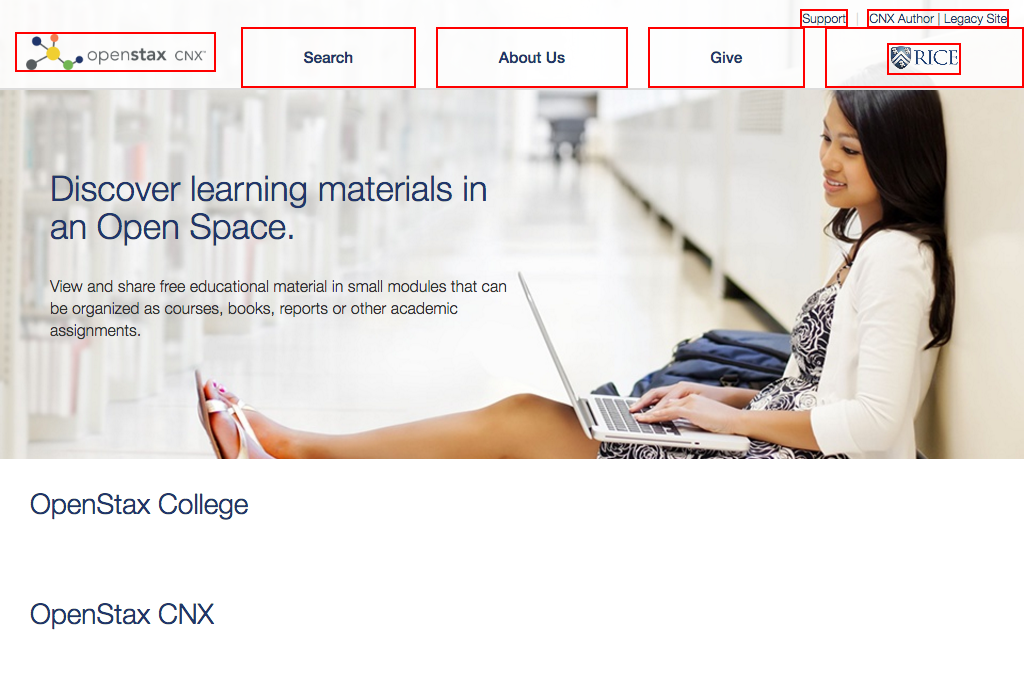 Support | CNX Author | Legacy Site
openstax CNX™
Search
About Us
Give
RICE
Discover learning materials in
an Open Space.
View and share free educational material in small modules that can
be organized as courses, books, reports or other academic
assignments.
OpenStax College
OpenStax CNX